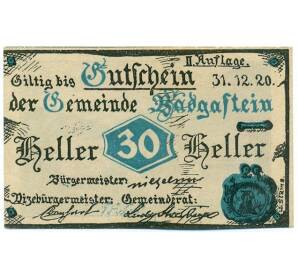 II. Auflage.
Giltig bis Gutschein 31.12.20.
der Gemeinde Badgastein
Heller 30 Heller
Bürgermeister:
Vizebürgermeister: Gemeinderat: